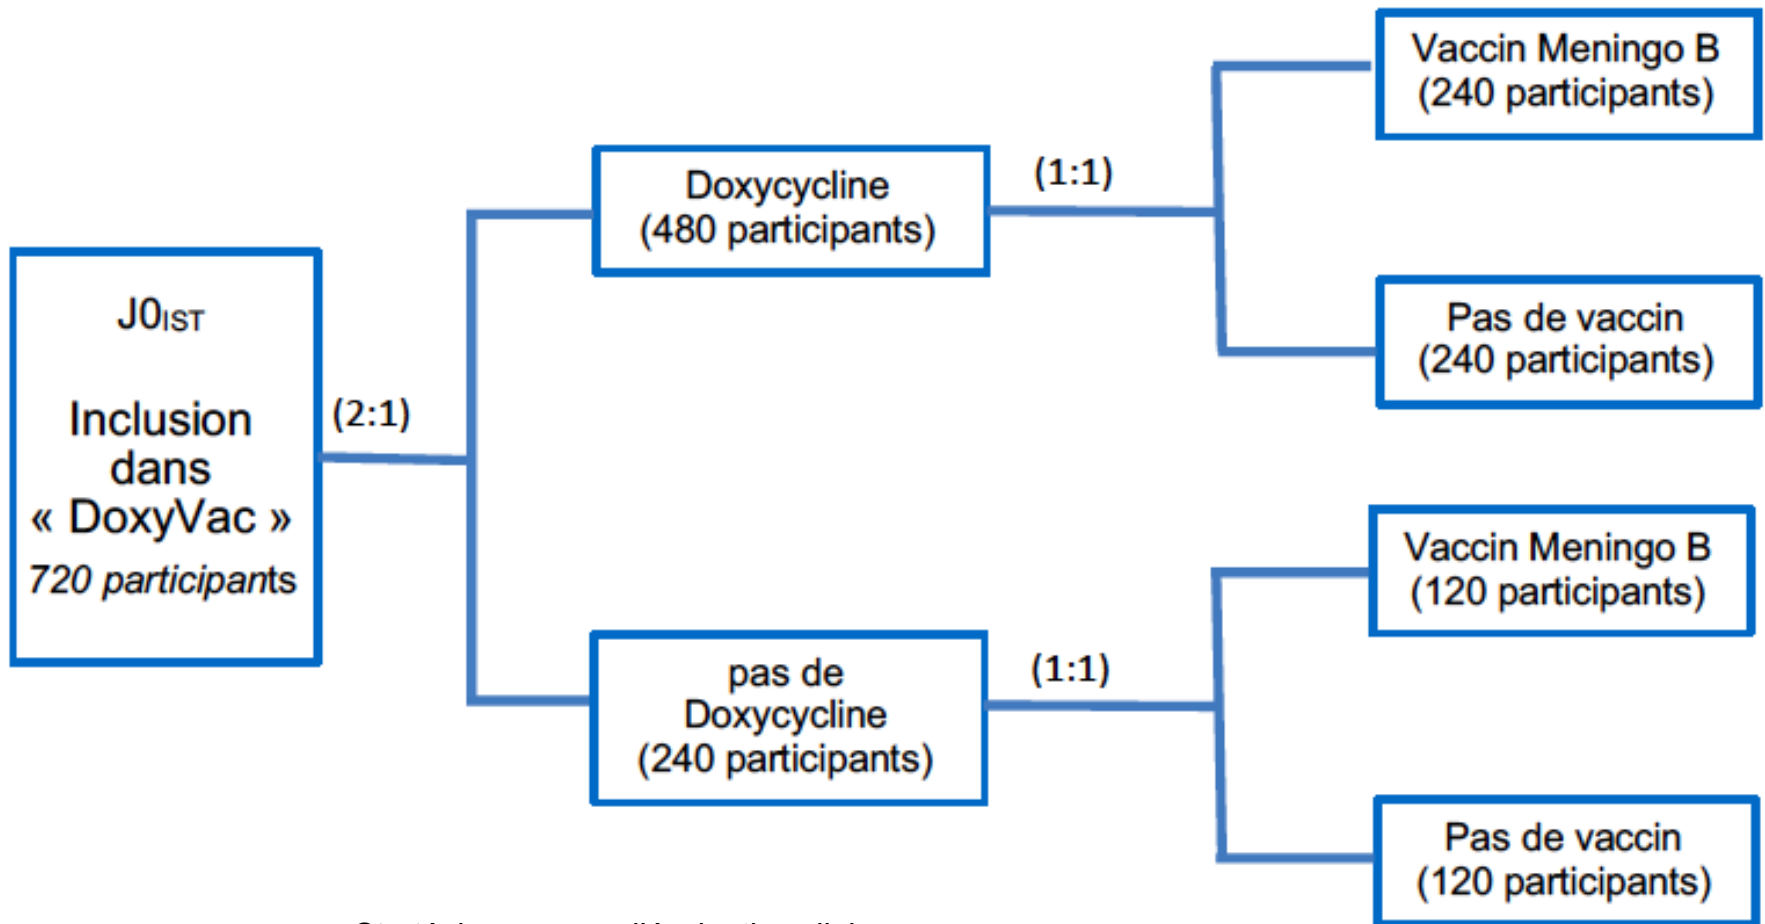 J0IST
Inclusion
dans
« DoxyVac »
720 participants
(2:1)
Doxycycline
(480 participants)
(1:1)
Vaccin Meningo B
(240 participants)
Pas de vaccin
(240 participants)
pas de
Doxycycline
(240 participants)
(1:1)
Vaccin Meningo B
(120 participants)
Pas de vaccin
(120 participants)